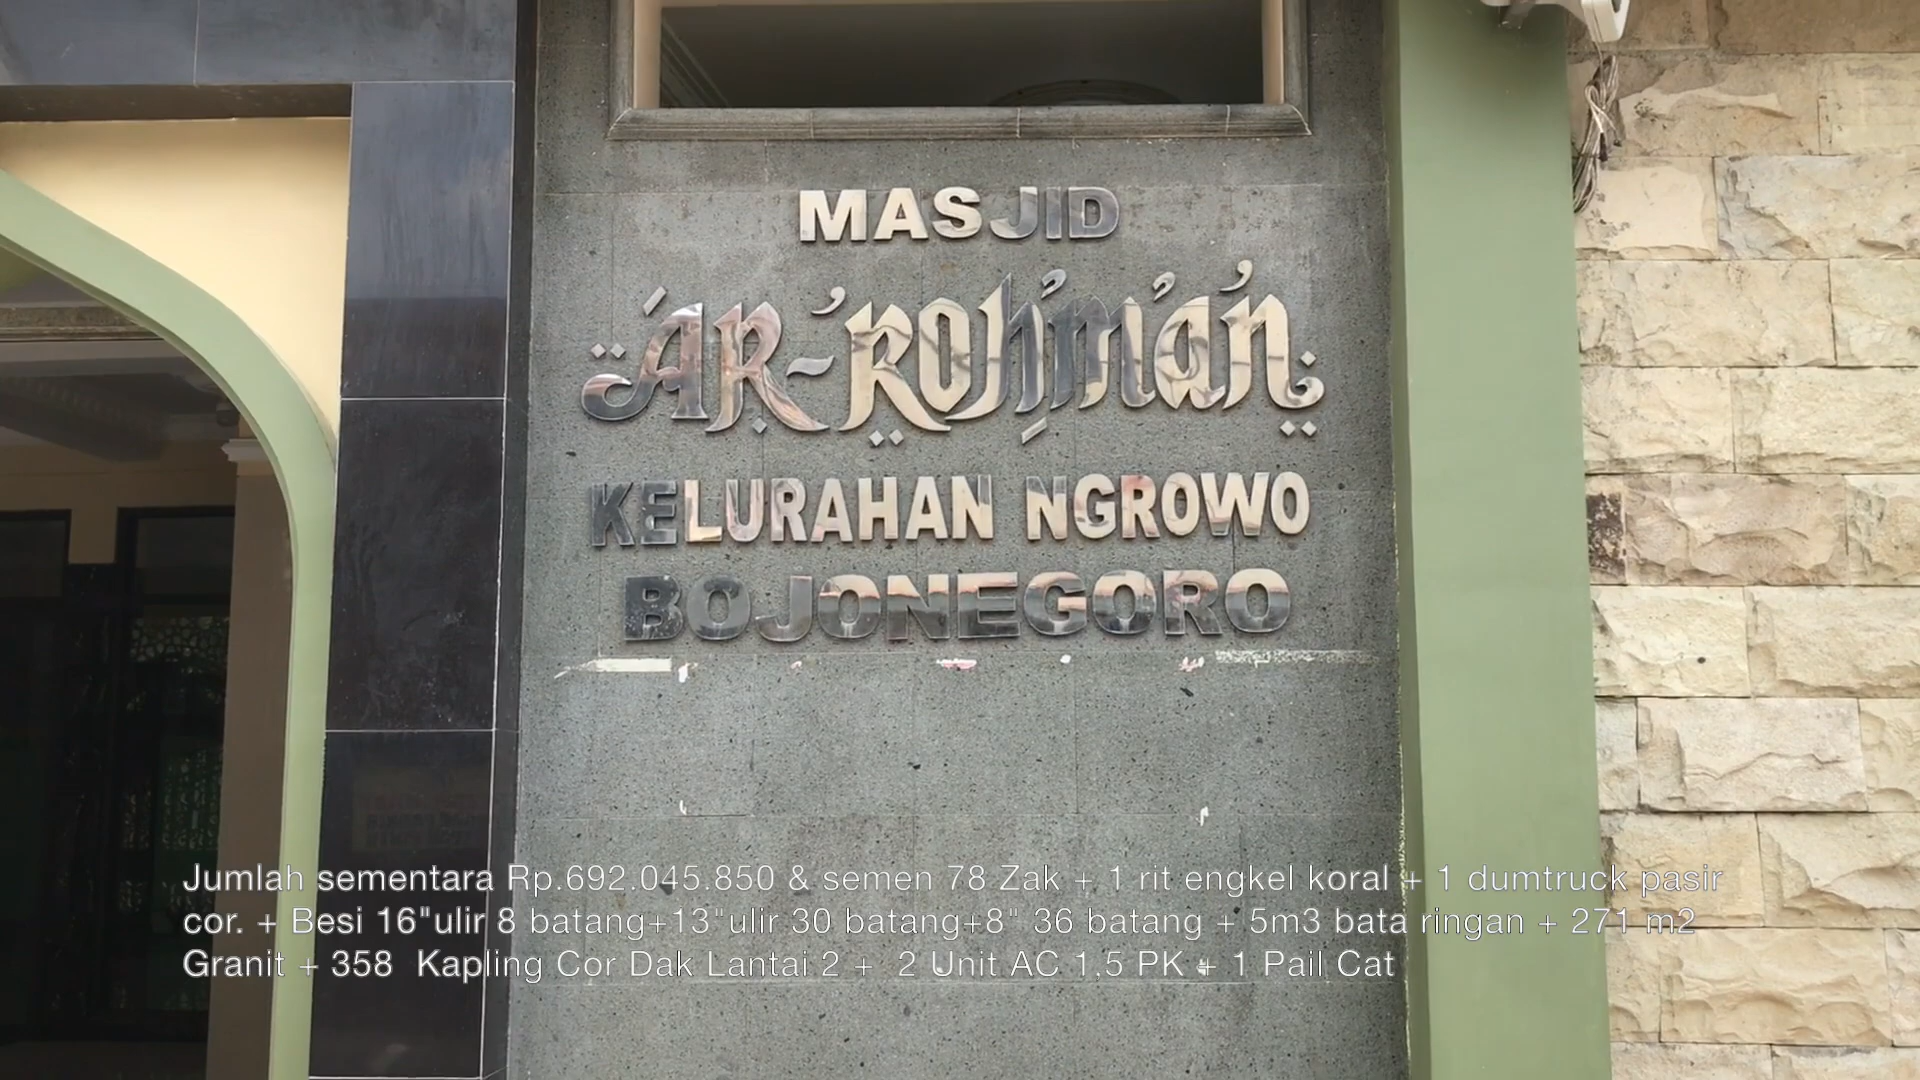 MASJID
AR-ROHMAN
KELURAHAN NGROWO
BOJONEGORO
Jumlah sementara Rp.692.045.850 & semen 78 Zak + 1 rit engkel koral + 1 dumtruck pasir
cor. + Besi 16"ulir 8 batang+13"ulir 30 batang+8" 36 batang + 5m3 bata ringan + 271 m2
Granit + 358 Kapling Cor Dak Lantai 2 + 2 Unit AC 1,5 PK + 1 Pail Cat